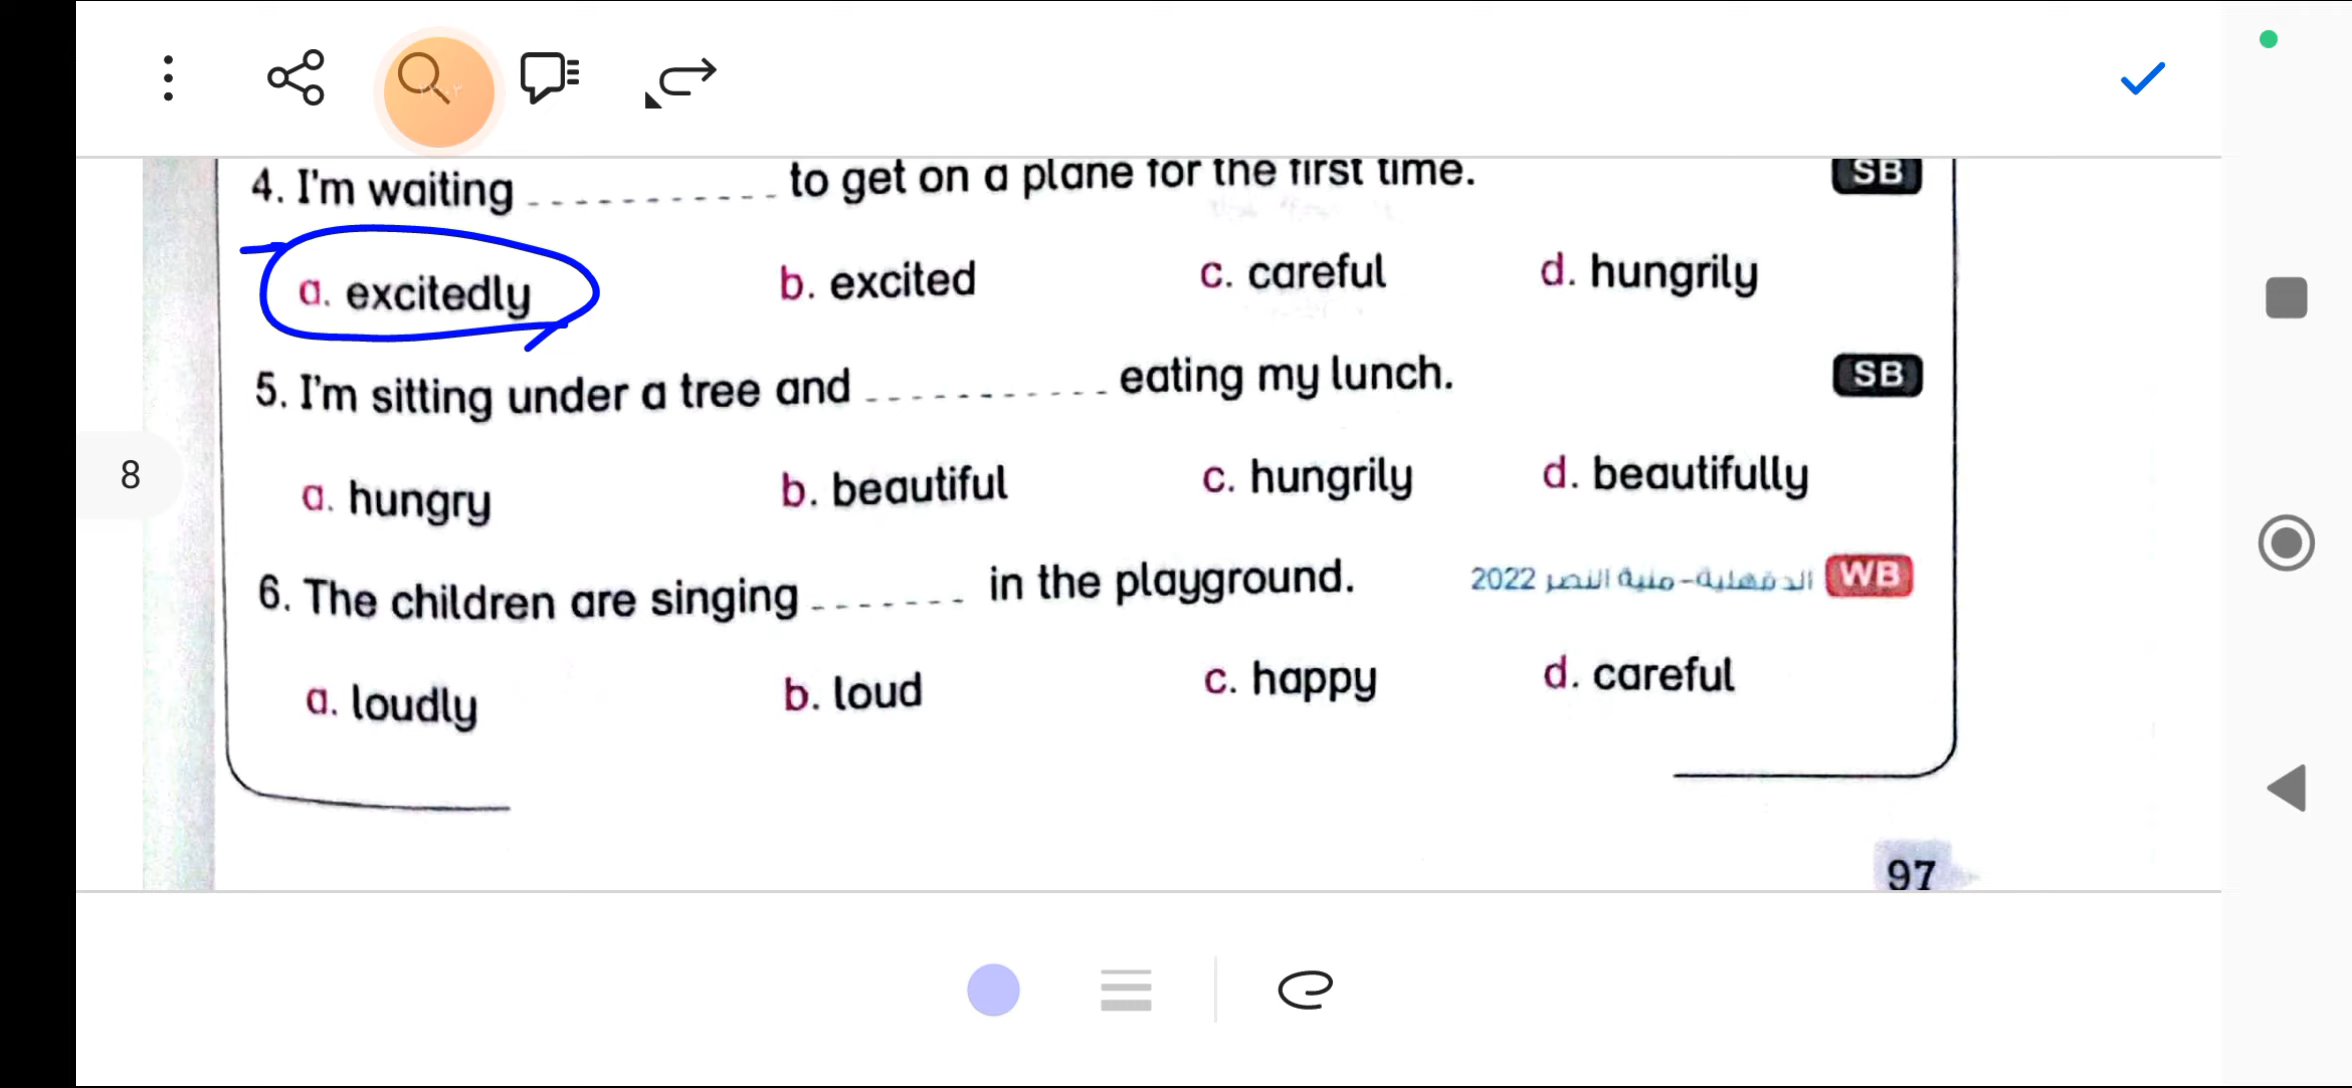 4. I'm waiting ----------- to get on a plane for the first time. SB
a. excitedly b. excited c. careful d. hungrily
5. I'm sitting under a tree and ----------- eating my lunch. SB
8
a. hungry b. beautiful c. hungrily d. beautifully
6. The children are singing ------- in the playground. الدقهلية - منية النصر 2022 WB
a. loudly b. loud c. happy d. careful
97